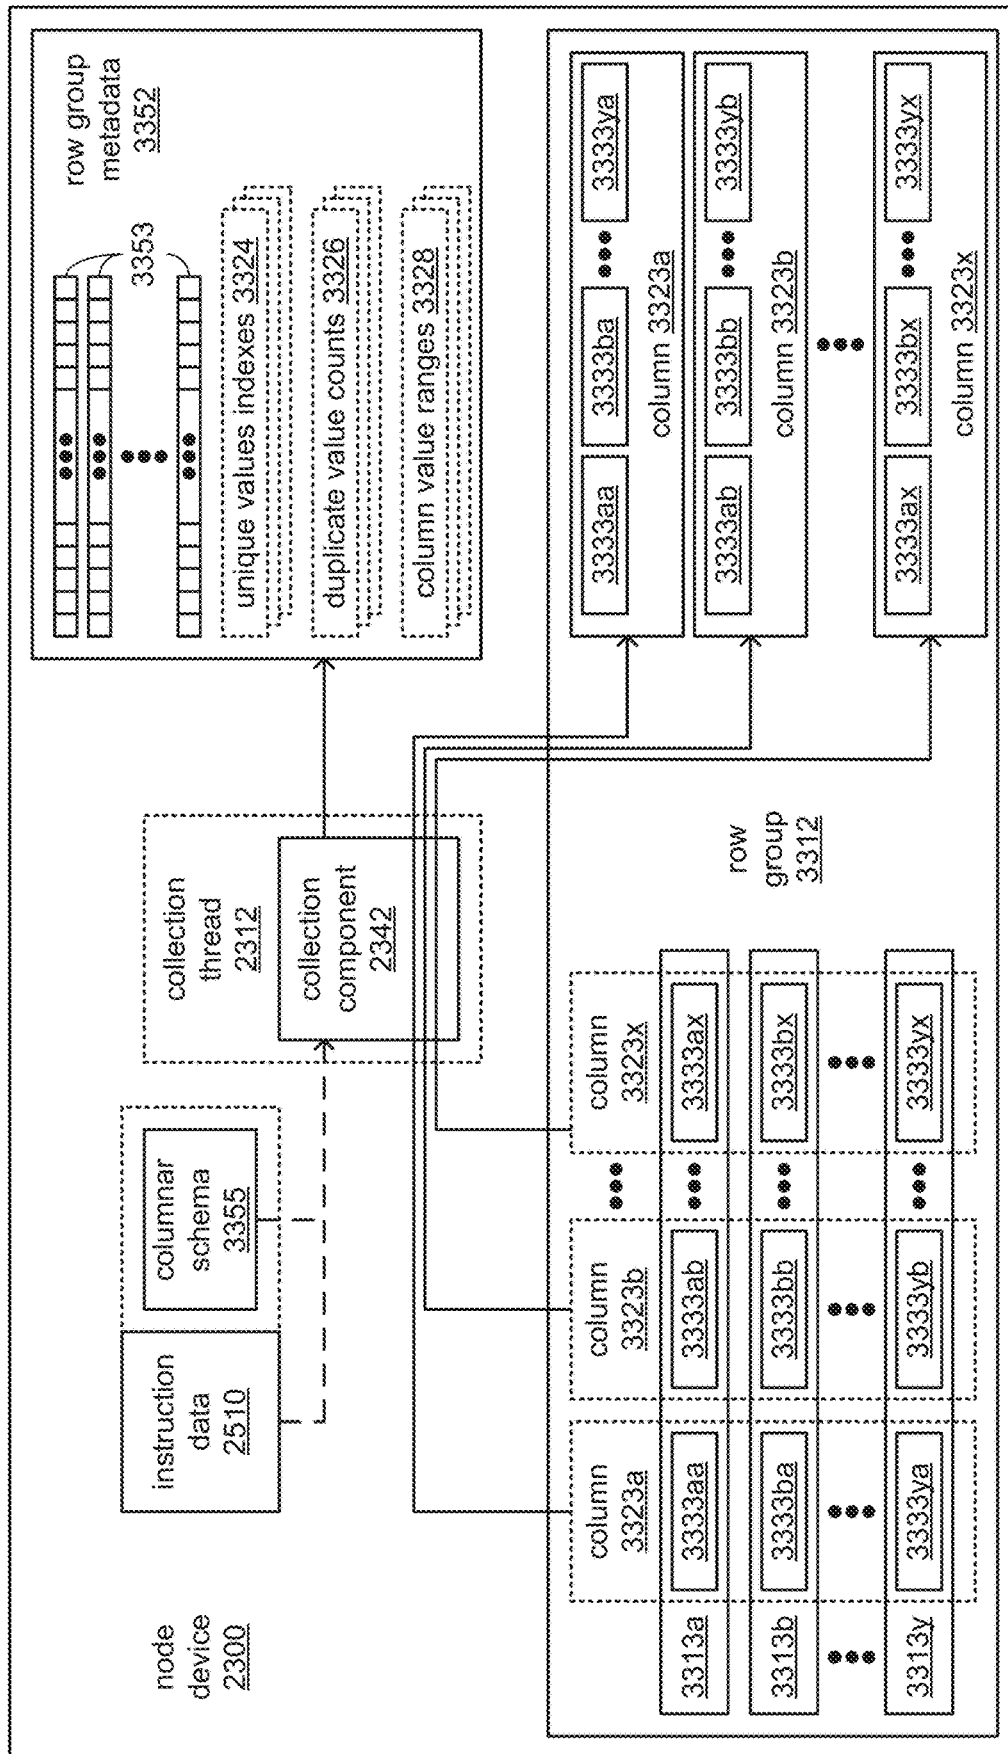 node
device
2300
instruction
data
2510
columnar
schema
3355
collection
thread
2312
collection
component
2342
row group
metadata
3352
3353
unique values indexes 3324
duplicate value counts 3326
column value ranges 3328
column
3323a
column
3323b
column
3323x
3313a
3333aa
3333ab
3333ax
3313b
3333ba
3333bb
3333bx
3313y
3333ya
3333yb
3333yx
row
group
3312
3333aa
3333ba
3333ya
column 3323a
3333ab
3333bb
3333yb
column 3323b
3333ax
3333bx
3333yx
column 3323x